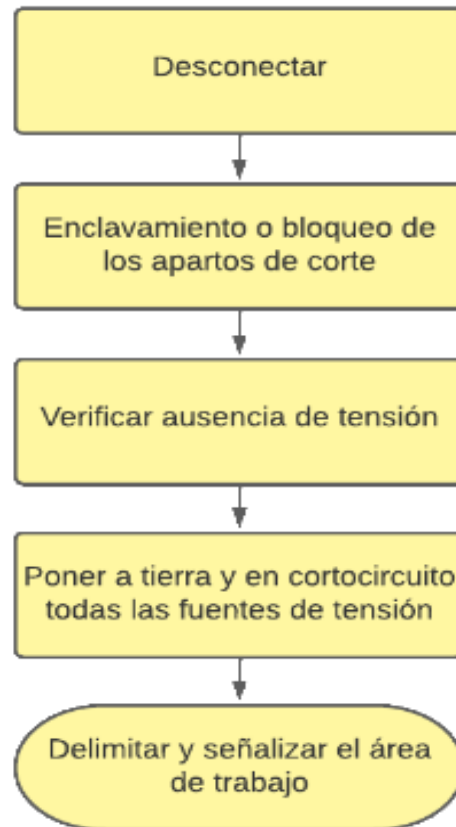 Desconectar
Enclavamiento o bloqueo de
los apartos de corte
Verificar ausencia de tensión
Poner a tierra y en cortocircuito
todas las fuentes de tensión
Delimitar y señalizar el área
de trabajo